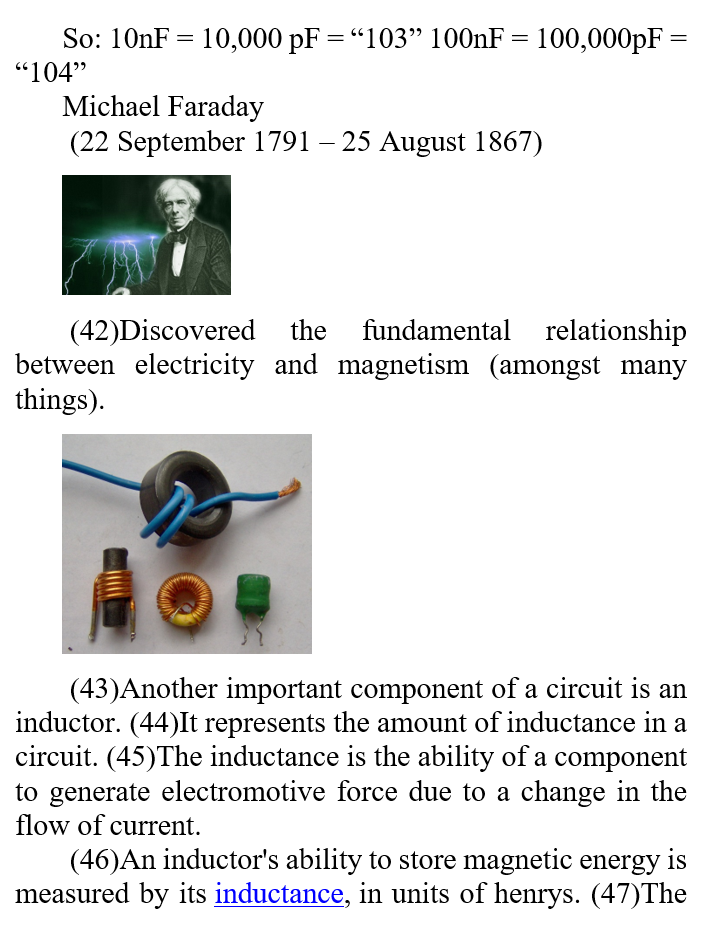 So: 10nF = 10,000 pF = “103” 100nF = 100,000pF =
“104”
Michael Faraday
(22 September 1791 – 25 August 1867)
(42)Discovered the fundamental relationship
between electricity and magnetism (amongst many
things).
(43)Another important component of a circuit is an
inductor. (44)It represents the amount of inductance in a
circuit. (45)The inductance is the ability of a component
to generate electromotive force due to a change in the
flow of current.
(46)An inductor's ability to store magnetic energy is
measured by its inductance, in units of henrys. (47)The